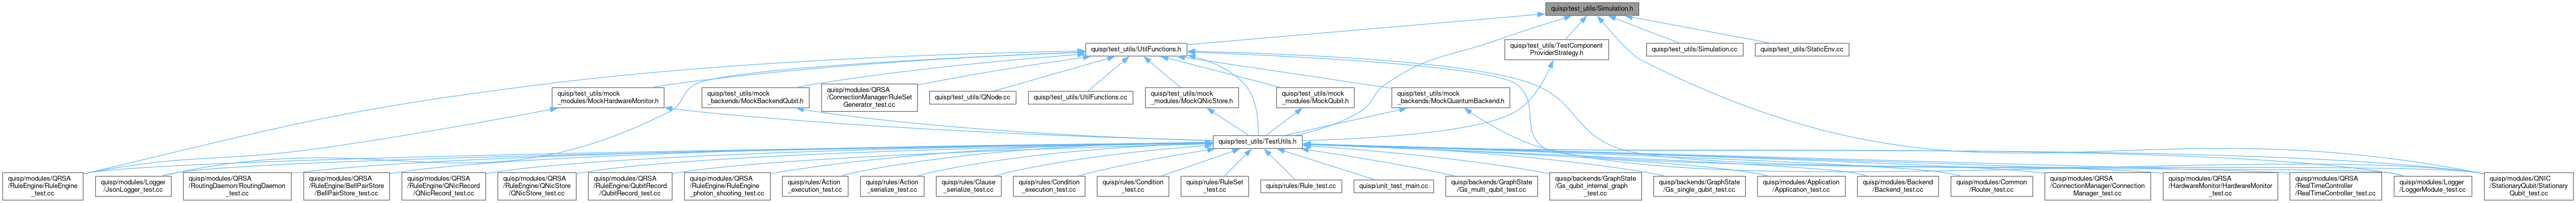 quisp/test_utils/Simulation.h
quisp/test_utils/UtilFunctions.h
quisp/test_utils/TestComponent
ProviderStrategy.h
quisp/test_utils/Simulation.cc
quisp/test_utils/StaticEnv.cc
quisp/test_utils/mock
_modules/MockHardwareMonitor.h
quisp/test_utils/mock
_backends/MockBackendQubit.h
quisp/modules/QRSA
/ConnectionManager/RuleSet
Generator_test.cc
quisp/test_utils/QNode.cc
quisp/test_utils/UtilFunctions.cc
quisp/test_utils/mock
_modules/MockQNicStore.h
quisp/test_utils/mock
_modules/MockQubit.h
quisp/test_utils/mock
_backends/MockQuantumBackend.h
quisp/test_utils/TestUtils.h
quisp/modules/QRSA
/RuleEngine/RuleEngine
_test.cc
quisp/modules/Logger
/JsonLogger_test.cc
quisp/modules/QRSA
/RoutingDaemon/RoutingDaemon
_test.cc
quisp/modules/QRSA
/RuleEngine/BellPairStore
/BellPairStore_test.cc
quisp/modules/QRSA
/RuleEngine/QNicRecord
/QNicRecord_test.cc
quisp/modules/QRSA
/RuleEngine/QNicStore
/QNicStore_test.cc
quisp/modules/QRSA
/RuleEngine/QubitRecord
/QubitRecord_test.cc
quisp/modules/QRSA
/RuleEngine/RuleEngine
_photon_shooting_test.cc
quisp/rules/Action
_execution_test.cc
quisp/rules/Action
_serialize_test.cc
quisp/rules/Clause
_serialize_test.cc
quisp/rules/Condition
_execution_test.cc
quisp/rules/Condition
_test.cc
quisp/rules/RuleSet
_test.cc
quisp/rules/Rule_test.cc
quisp/unit_test_main.cc
quisp/backends/GraphState
/Gs_multi_qubit_test.cc
quisp/backends/GraphState
/Gs_qubit_internal_graph
_test.cc
quisp/backends/GraphState
/Gs_single_qubit_test.cc
quisp/modules/Application
/Application_test.cc
quisp/modules/Backend
/Backend_test.cc
quisp/modules/Common
/Router_test.cc
quisp/modules/QRSA
/ConnectionManager/Connection
Manager_test.cc
quisp/modules/QRSA
/HardwareMonitor/HardwareMonitor
_test.cc
quisp/modules/QRSA
/RealTimeController
/RealTimeController_test.cc
quisp/modules/Logger
/LoggerModule_test.cc
quisp/modules/QNIC
/StationaryQubit/Stationary
Qubit_test.cc